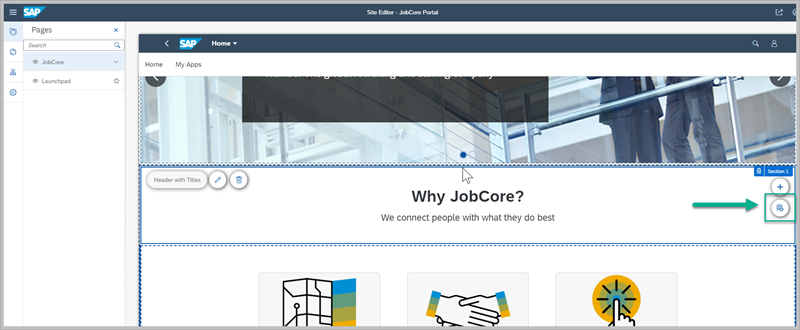 SAP
Site Editor - JobCore Portal
Pages
Search
JobCore
Launchpad
SAP
Home
Home
My Apps
Header with Titles
Section 1
Why JobCore?
We connect people with what they do best